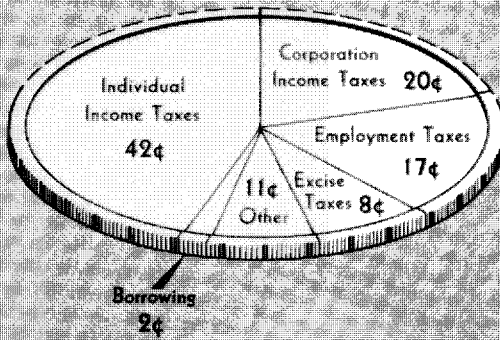 Individual
Income Taxes
42¢
Corporation
Income Taxes 20¢
Employment Taxes
17¢
Excise
Taxes 8¢
11¢
Other
Borrowing
2¢